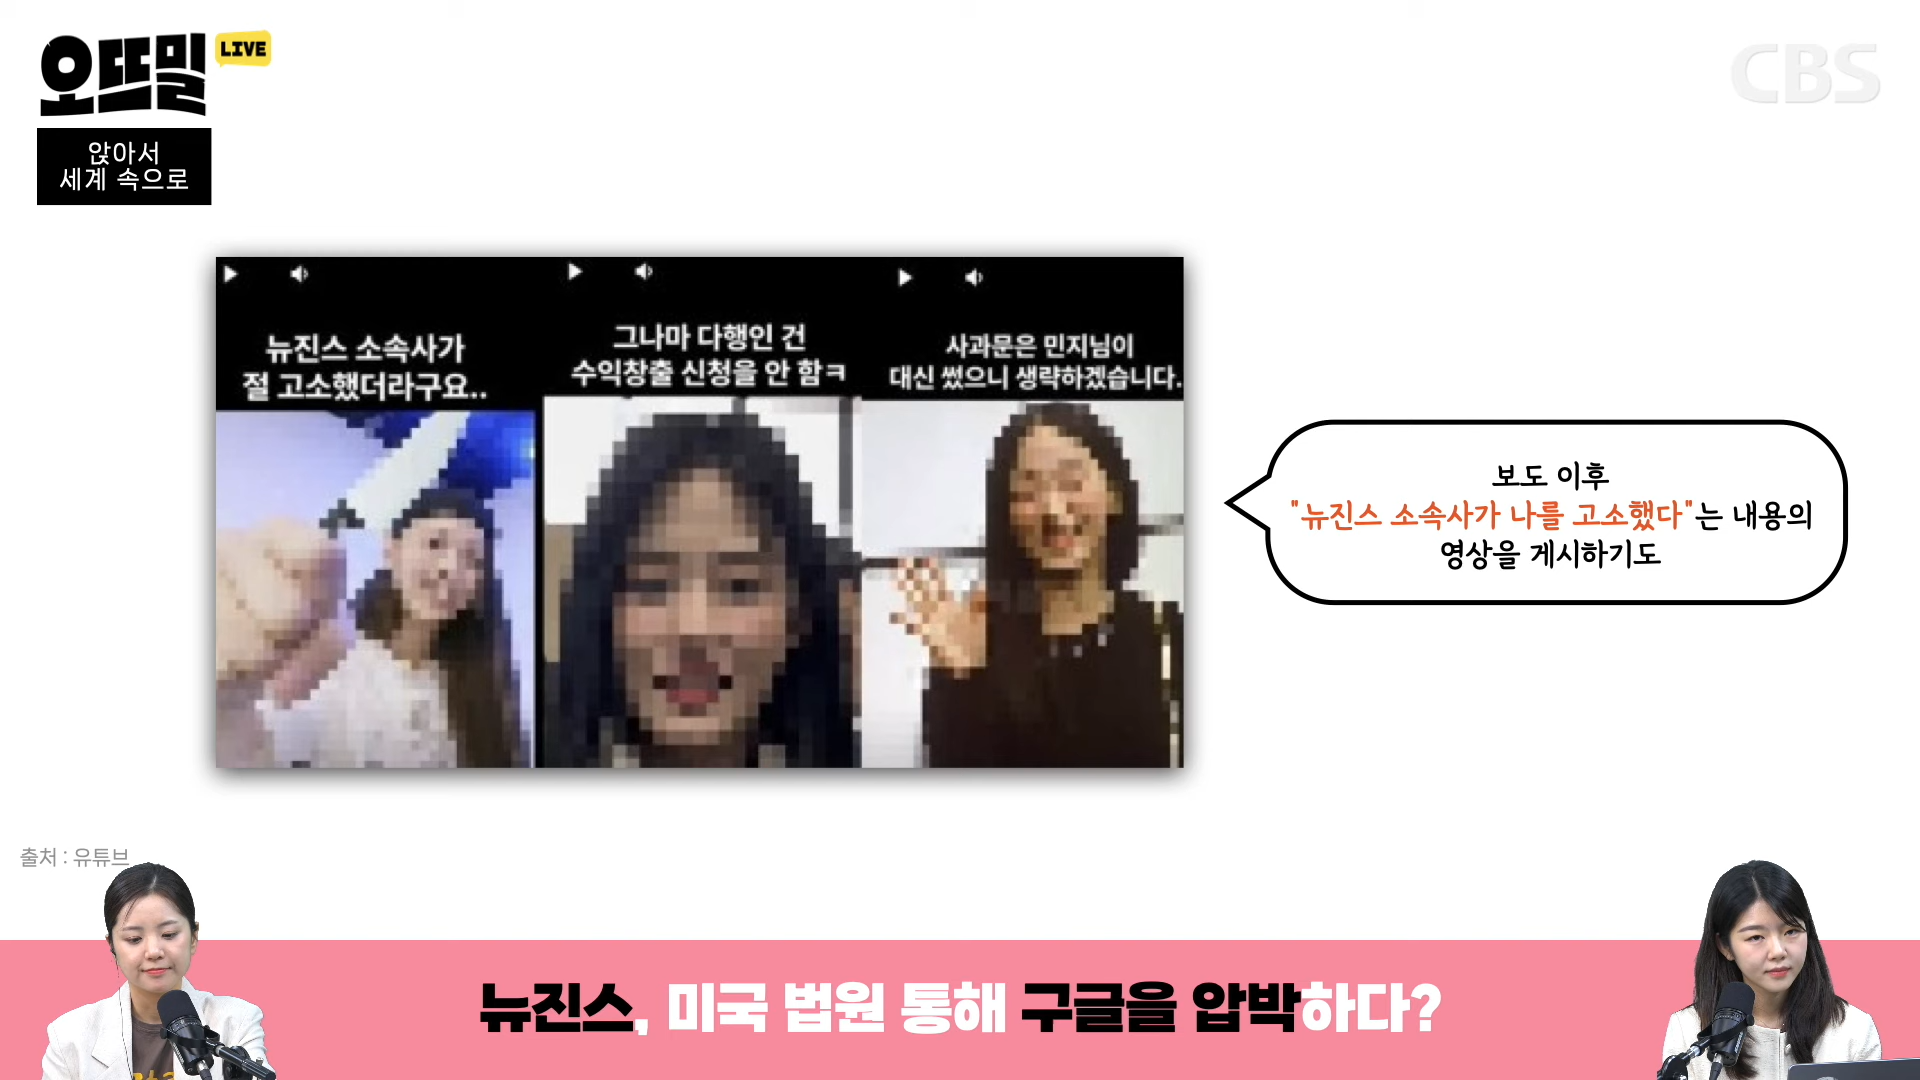 오뜨밀
LIVE
앉아서
세계 속으로
CBS
뉴진스 소속사가
절 고소했더라구요..
그나마 다행인 건
수익창출 신청을 안 함ㅋ
사과문은 민지님이
대신 썼으니 생략하겠습니다.
보도 이후
"뉴진스 소속사가 나를 고소했다"는 내용의
영상을 게시하기도
출처 : 유튜브
뉴진스, 미국 법원 통해 구글을 압박하다?